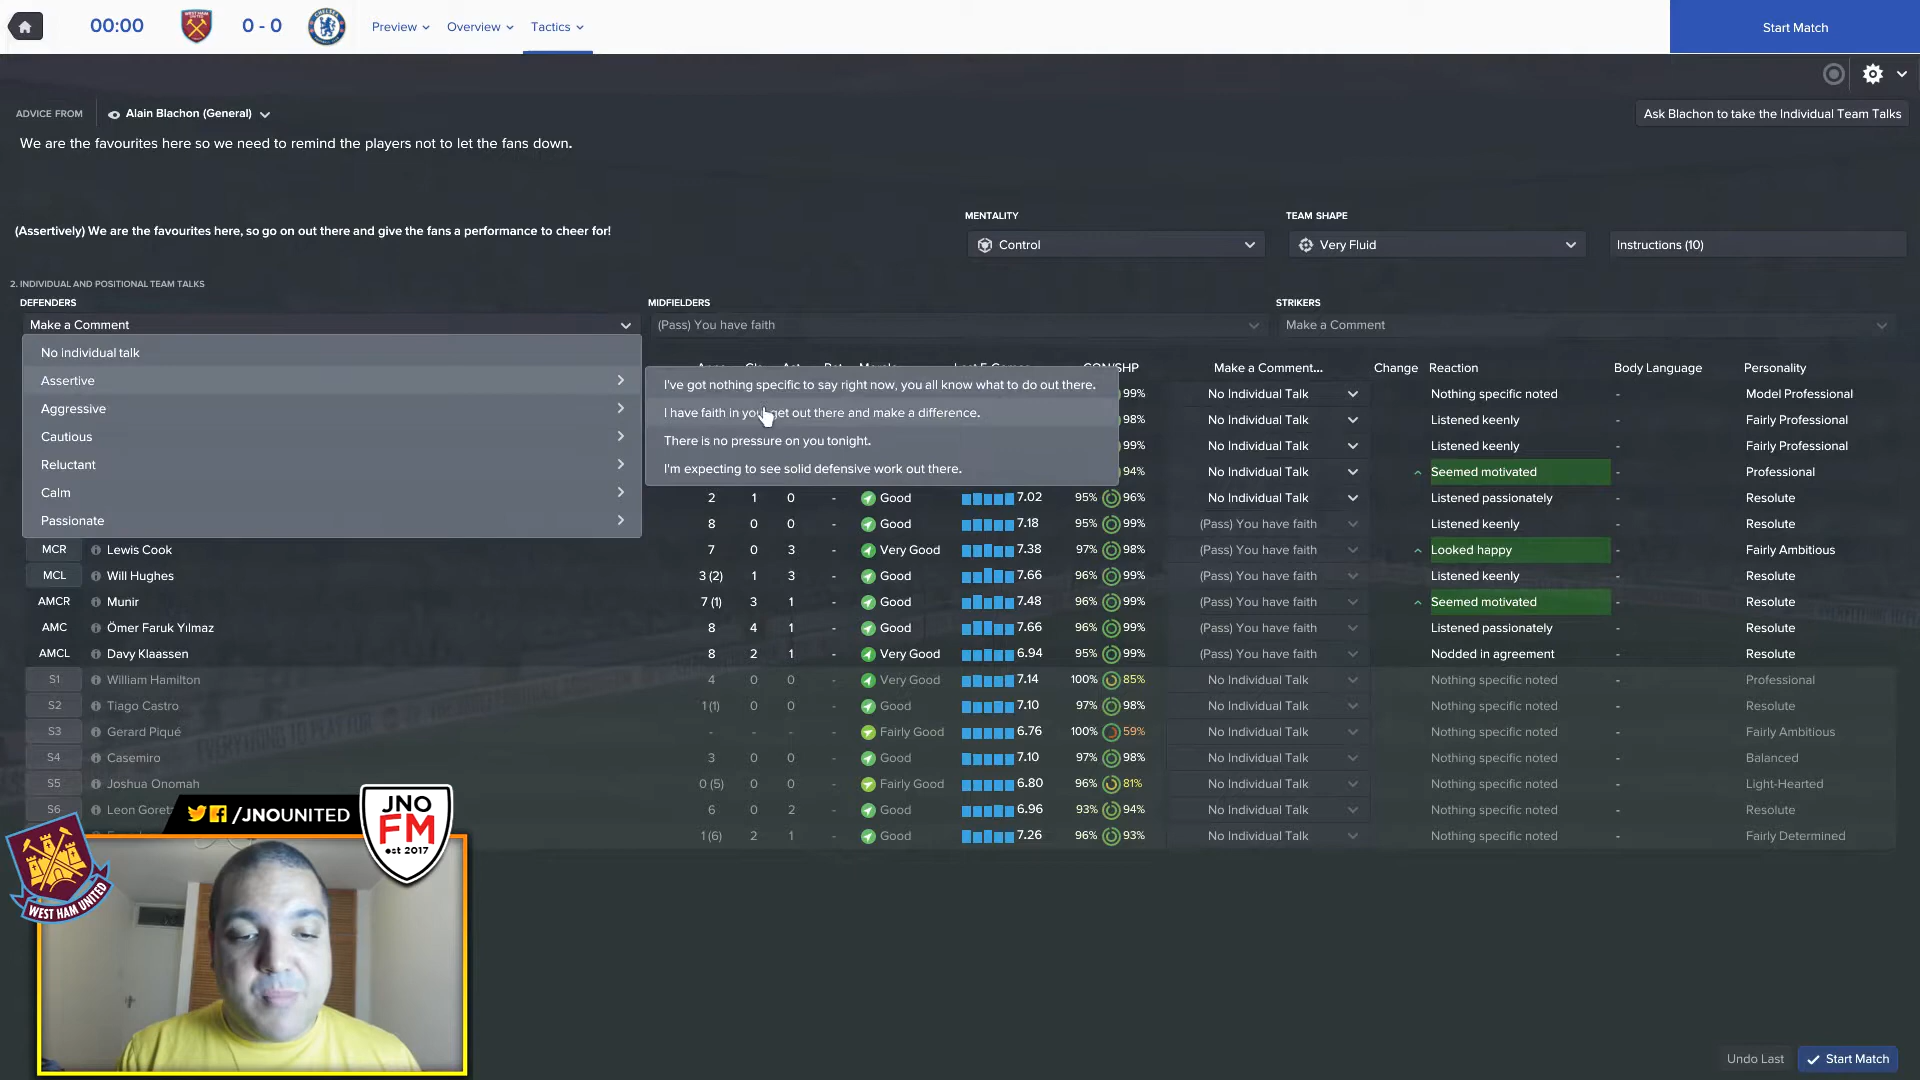 00:00
0 - 0
Preview
Overview
Tactics
Start Match
ADVICE FROM
Alain Blachon (General)
Ask Blachon to take the Individual Team Talks
We are the favourites here so we need to remind the players not to let the fans down.
MENTALITY
TEAM SHAPE
(Assertively) We are the favourites here, so go on out there and give the fans a performance to cheer for!
Control
Very Fluid
Instructions (10)
2. INDIVIDUAL AND POSITIONAL TEAM TALKS
DEFENDERS
MIDFIELDERS
STRIKERS
Make a Comment
(Pass) You have faith
Make a Comment
No individual talk
Assertive
Aggressive
Cautious
Reluctant
Calm
Passionate
I've got nothing specific to say right now, you all know what to do out there.
I have faith in you, get out there and make a difference.
There is no pressure on you tonight.
I'm expecting to see solid defensive work out there.
Make a Comment... Change Reaction Body Language Personality
99% No Individual Talk Nothing specific noted - Model Professional
98% No Individual Talk Listened keenly - Fairly Professional
99% No Individual Talk Listened keenly - Fairly Professional
94% No Individual Talk Seemed motivated - Professional
2 1 0 - Good 7.02 95% 96% No Individual Talk Listened passionately - Resolute
8 0 0 - Good 7.18 95% 99% (Pass) You have faith Listened keenly - Resolute
MCR Lewis Cook 7 0 3 - Very Good 7.38 97% 98% (Pass) You have faith Looked happy - Fairly Ambitious
MCL Will Hughes 3 (2) 1 3 - Good 7.66 96% 99% (Pass) You have faith Listened keenly - Resolute
AMCR Munir 7 (1) 3 1 - Good 7.48 96% 99% (Pass) You have faith Seemed motivated - Resolute
AMC Ömer Faruk Yılmaz 8 4 1 - Good 7.66 96% 99% (Pass) You have faith Listened passionately - Resolute
AMCL Davy Klaassen 8 2 1 - Very Good 6.94 95% 99% (Pass) You have faith Nodded in agreement - Resolute
S1 William Hamilton 4 0 0 - Very Good 7.14 100% 85% No Individual Talk Nothing specific noted - Professional
S2 Tiago Castro 1 (1) 0 0 - Good 7.10 97% 98% No Individual Talk Nothing specific noted - Resolute
S3 Gerard Piqué - - - - Fairly Good 6.76 100% 59% No Individual Talk Nothing specific noted - Fairly Ambitious
S4 Casemiro 3 0 0 - Good 7.10 97% 98% No Individual Talk Nothing specific noted - Balanced
S5 Joshua Onomah 0 (5) 0 0 - Fairly Good 6.80 96% 81% No Individual Talk Nothing specific noted - Light-Hearted
S6 Leon 6 0 2 - Good 6.96 93% 94% No Individual Talk Nothing specific noted - Resolute
1 (6) 2 1 - Good 7.26 96% 93% No Individual Talk Nothing specific noted - Fairly Determined
/JNOUNITED
JNO
FM
est 2017
WEST HAM UNITED
Undo Last
Start Match